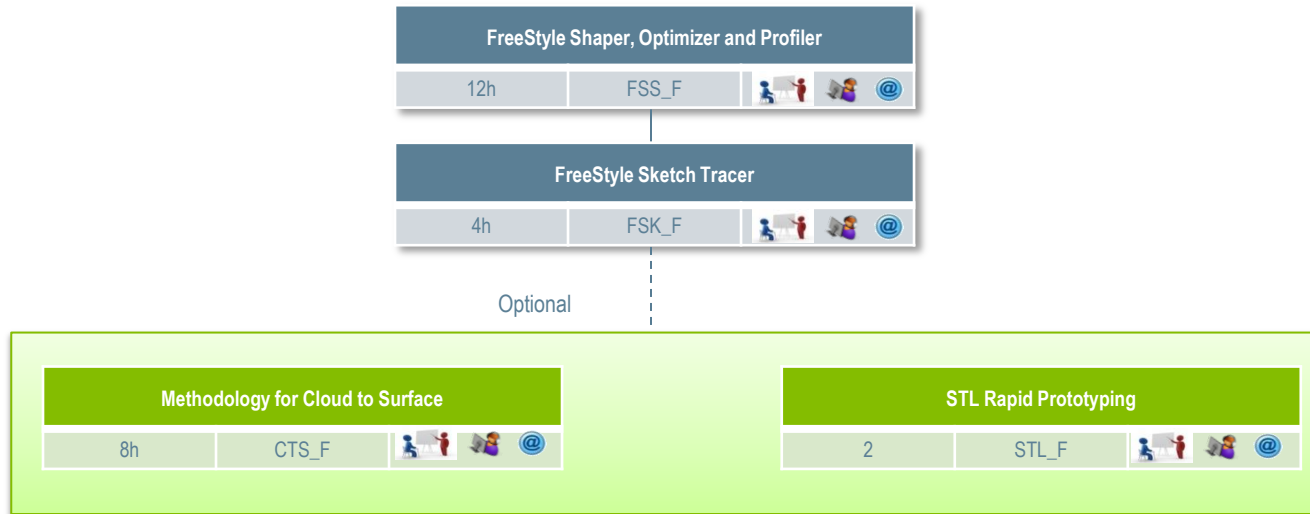 FreeStyle Shaper, Optimizer and Profiler
12h FSS_F @
FreeStyle Sketch Tracer
4h FSK_F @
Optional
Methodology for Cloud to Surface
8h CTS_F @
STL Rapid Prototyping
2 STL_F @